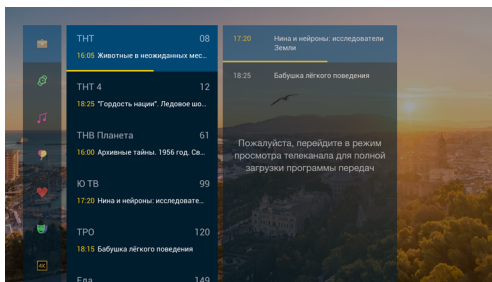 ТНТ 08
16:05 Животные в неожиданных мес...
ТНТ 4 12
18:25 "Гордость нации". Ледовое шо...
ТНВ Планета 61
16:00 Архивные тайны. 1956 год. Св...
Ю ТВ 99
17:20 Нина и нейроны: исследовате...
ТРО 120
18:15 Бабушка лёгкого поведения
Еда 149
4K
17:20 Нина и нейроны: исследователи
Земли
18:25 Бабушка лёгкого поведения
Пожалуйста, перейдите в режим
просмотра телеканала для полной
загрузки программы передач